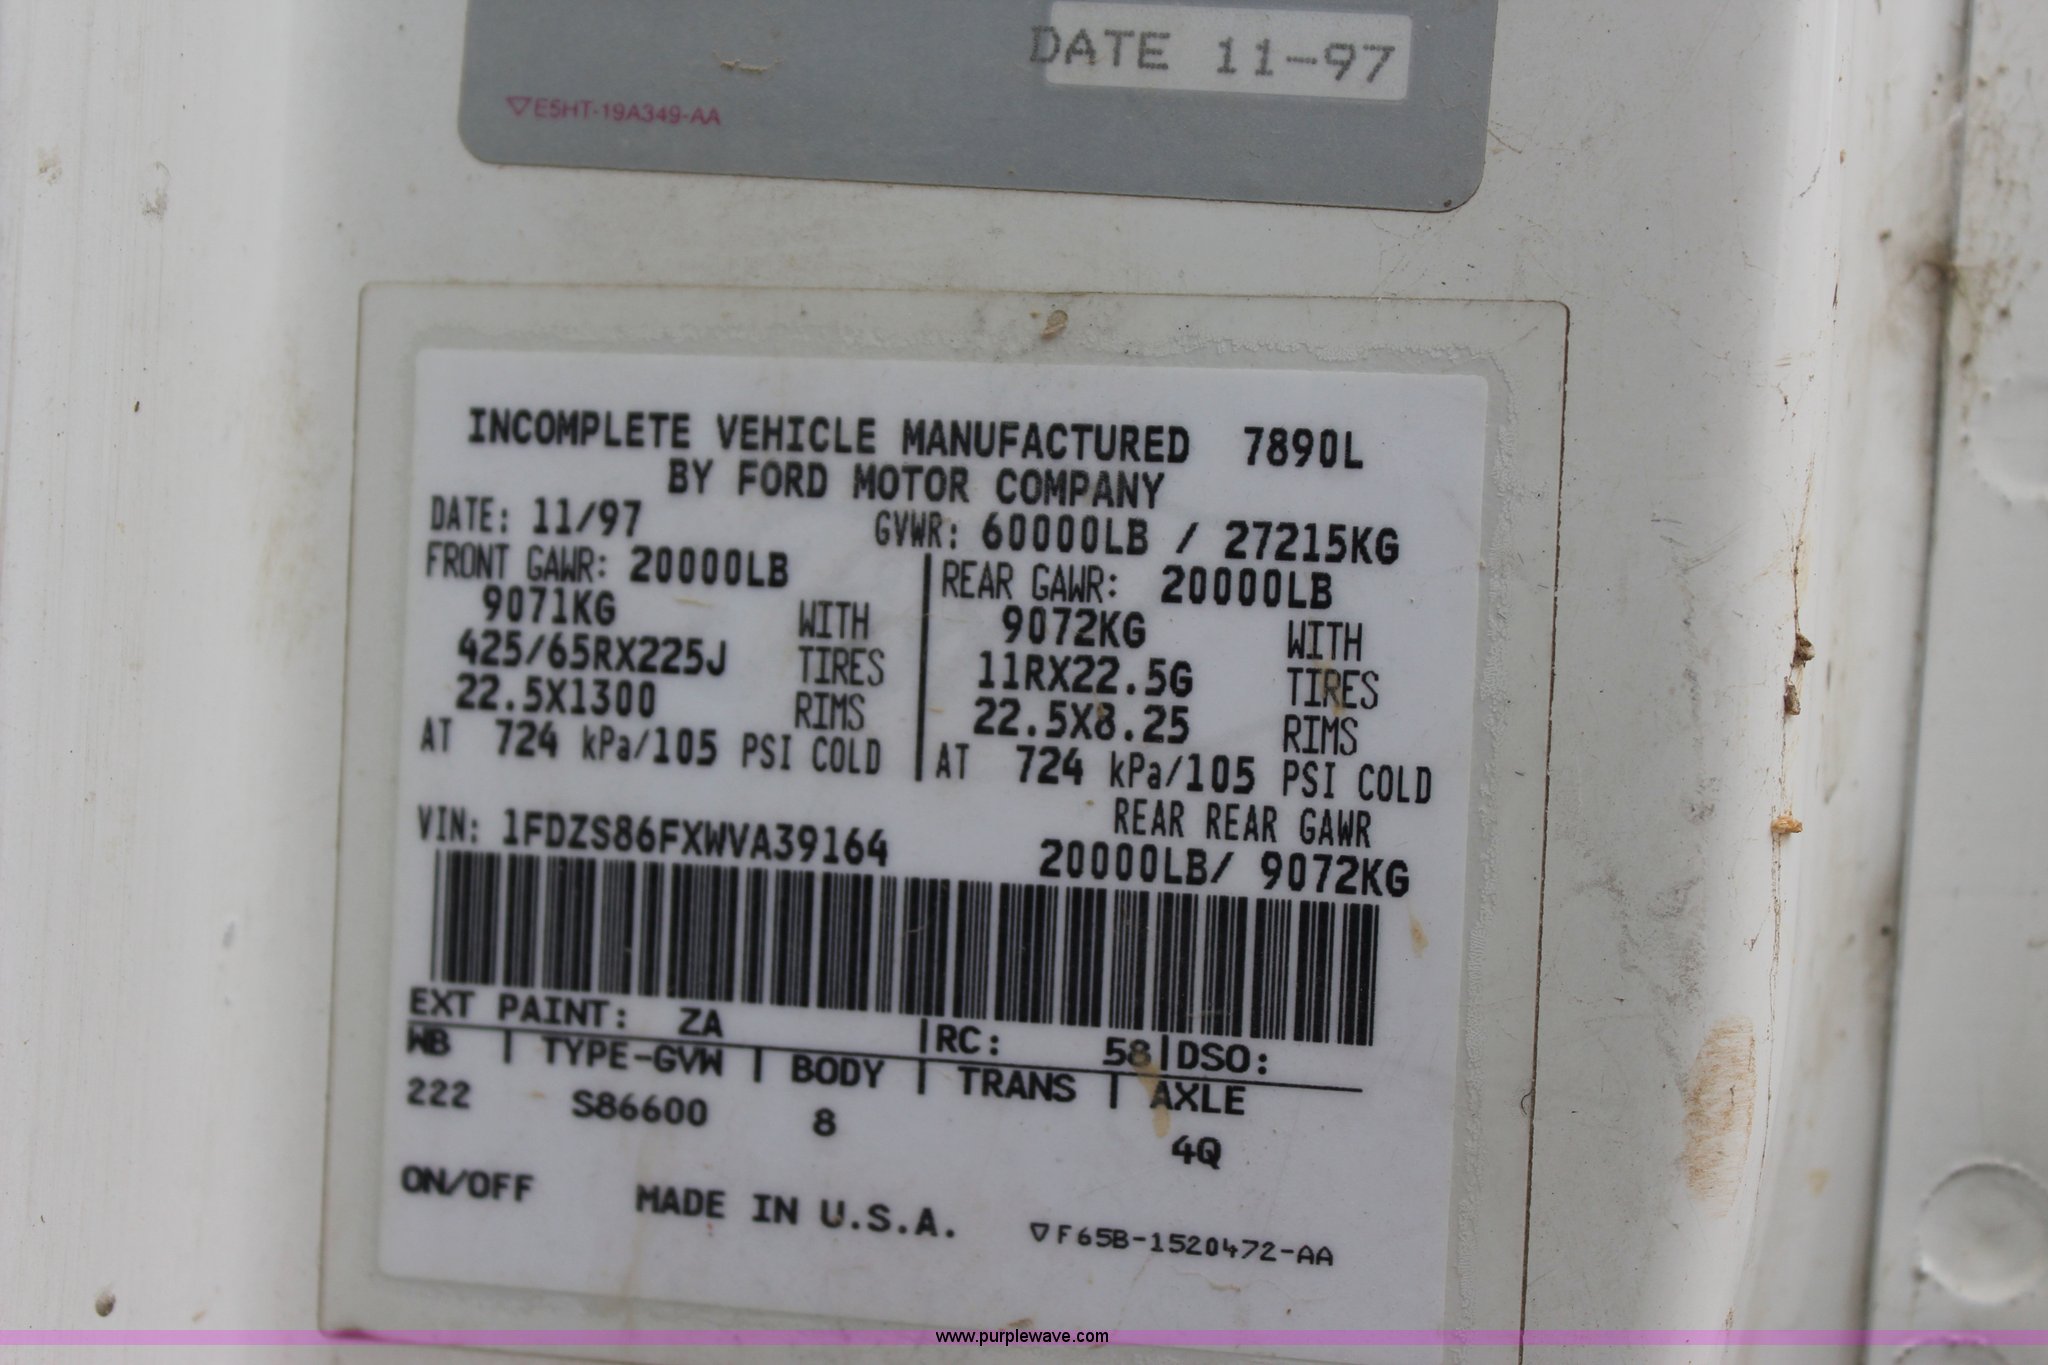 DATE 11-97
▽E5HT-19A349-AA
INCOMPLETE VEHICLE MANUFACTURED 7890L
BY FORD MOTOR COMPANY
DATE: 11/97 GVWR: 60000LB / 27215KG
FRONT GAWR: 20000LB REAR GAWR: 20000LB
9071KG WITH 9072KG WITH
425/65RX225J TIRES 11RX22.5G TIRES
22.5X1300 RIMS 22.5X8.25 RIMS
AT 724 kPa/105 PSI COLD AT 724 kPa/105 PSI COLD
REAR REAR GAWR
VIN: 1FDZS86FXWVA39164 20000LB/ 9072KG
EXT PAINT: ZA |RC: 58|DSO:
WB | TYPE-GVW | BODY | TRANS | AXLE
222 S86600 8 4Q
ON/OFF MADE IN U.S.A. ▽F65B-1520472-AA
www.purplewave.com